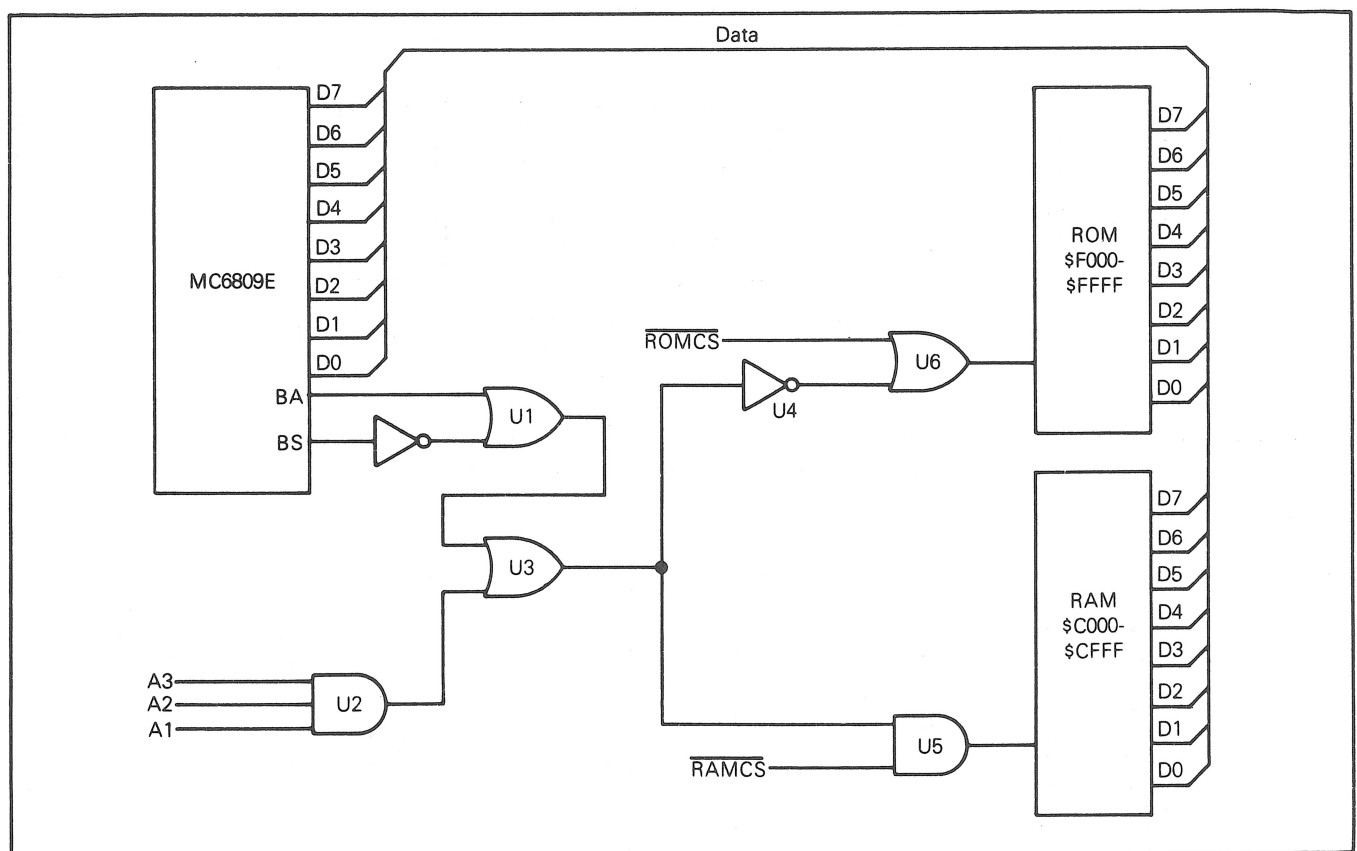 Data
D7
D6
D5
D4
D3
D2
D1
D0
MC6809E
BA
BS
U1
U3
A3
A2
A1
U2
ROMCS
U4
U6
ROM
$F000-
$FFFF
D7
D6
D5
D4
D3
D2
D1
D0
RAMCS
U5
RAM
$C000-
$CFFF
D7
D6
D5
D4
D3
D2
D1
D0